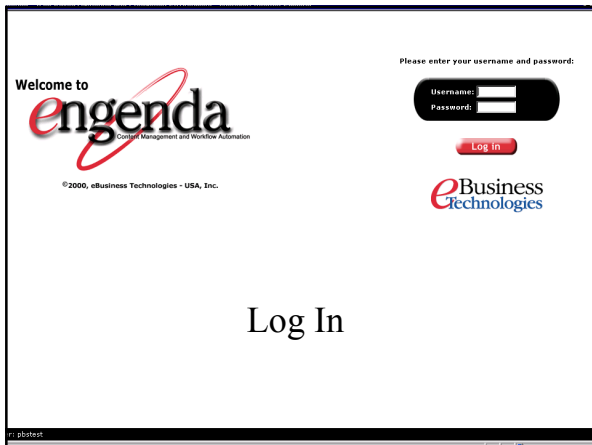 Welcome to
engenda
Content Management and Workflow Automation
©2000, eBusiness Technologies - USA, Inc.
Please enter your username and password:
Username:
Password:
Log in
eBusiness
Technologies
Log In
r: pbstest